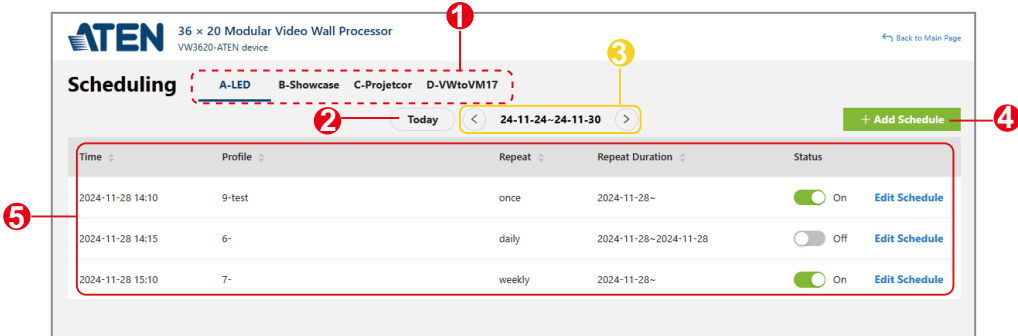 1
ATEN 36 × 20 Modular Video Wall Processor
VW3620-ATEN device
Back to Main Page
3
Scheduling A-LED B-Showcase C-Projetcor D-VWtoVM17
2 Today < 24-11-24~24-11-30 > + Add Schedule 4
Time Profile Repeat Repeat Duration Status
2024-11-28 14:10 9-test once 2024-11-28~ On Edit Schedule
5
2024-11-28 14:15 6- daily 2024-11-28~2024-11-28 Off Edit Schedule
2024-11-28 15:10 7- weekly 2024-11-28~ On Edit Schedule